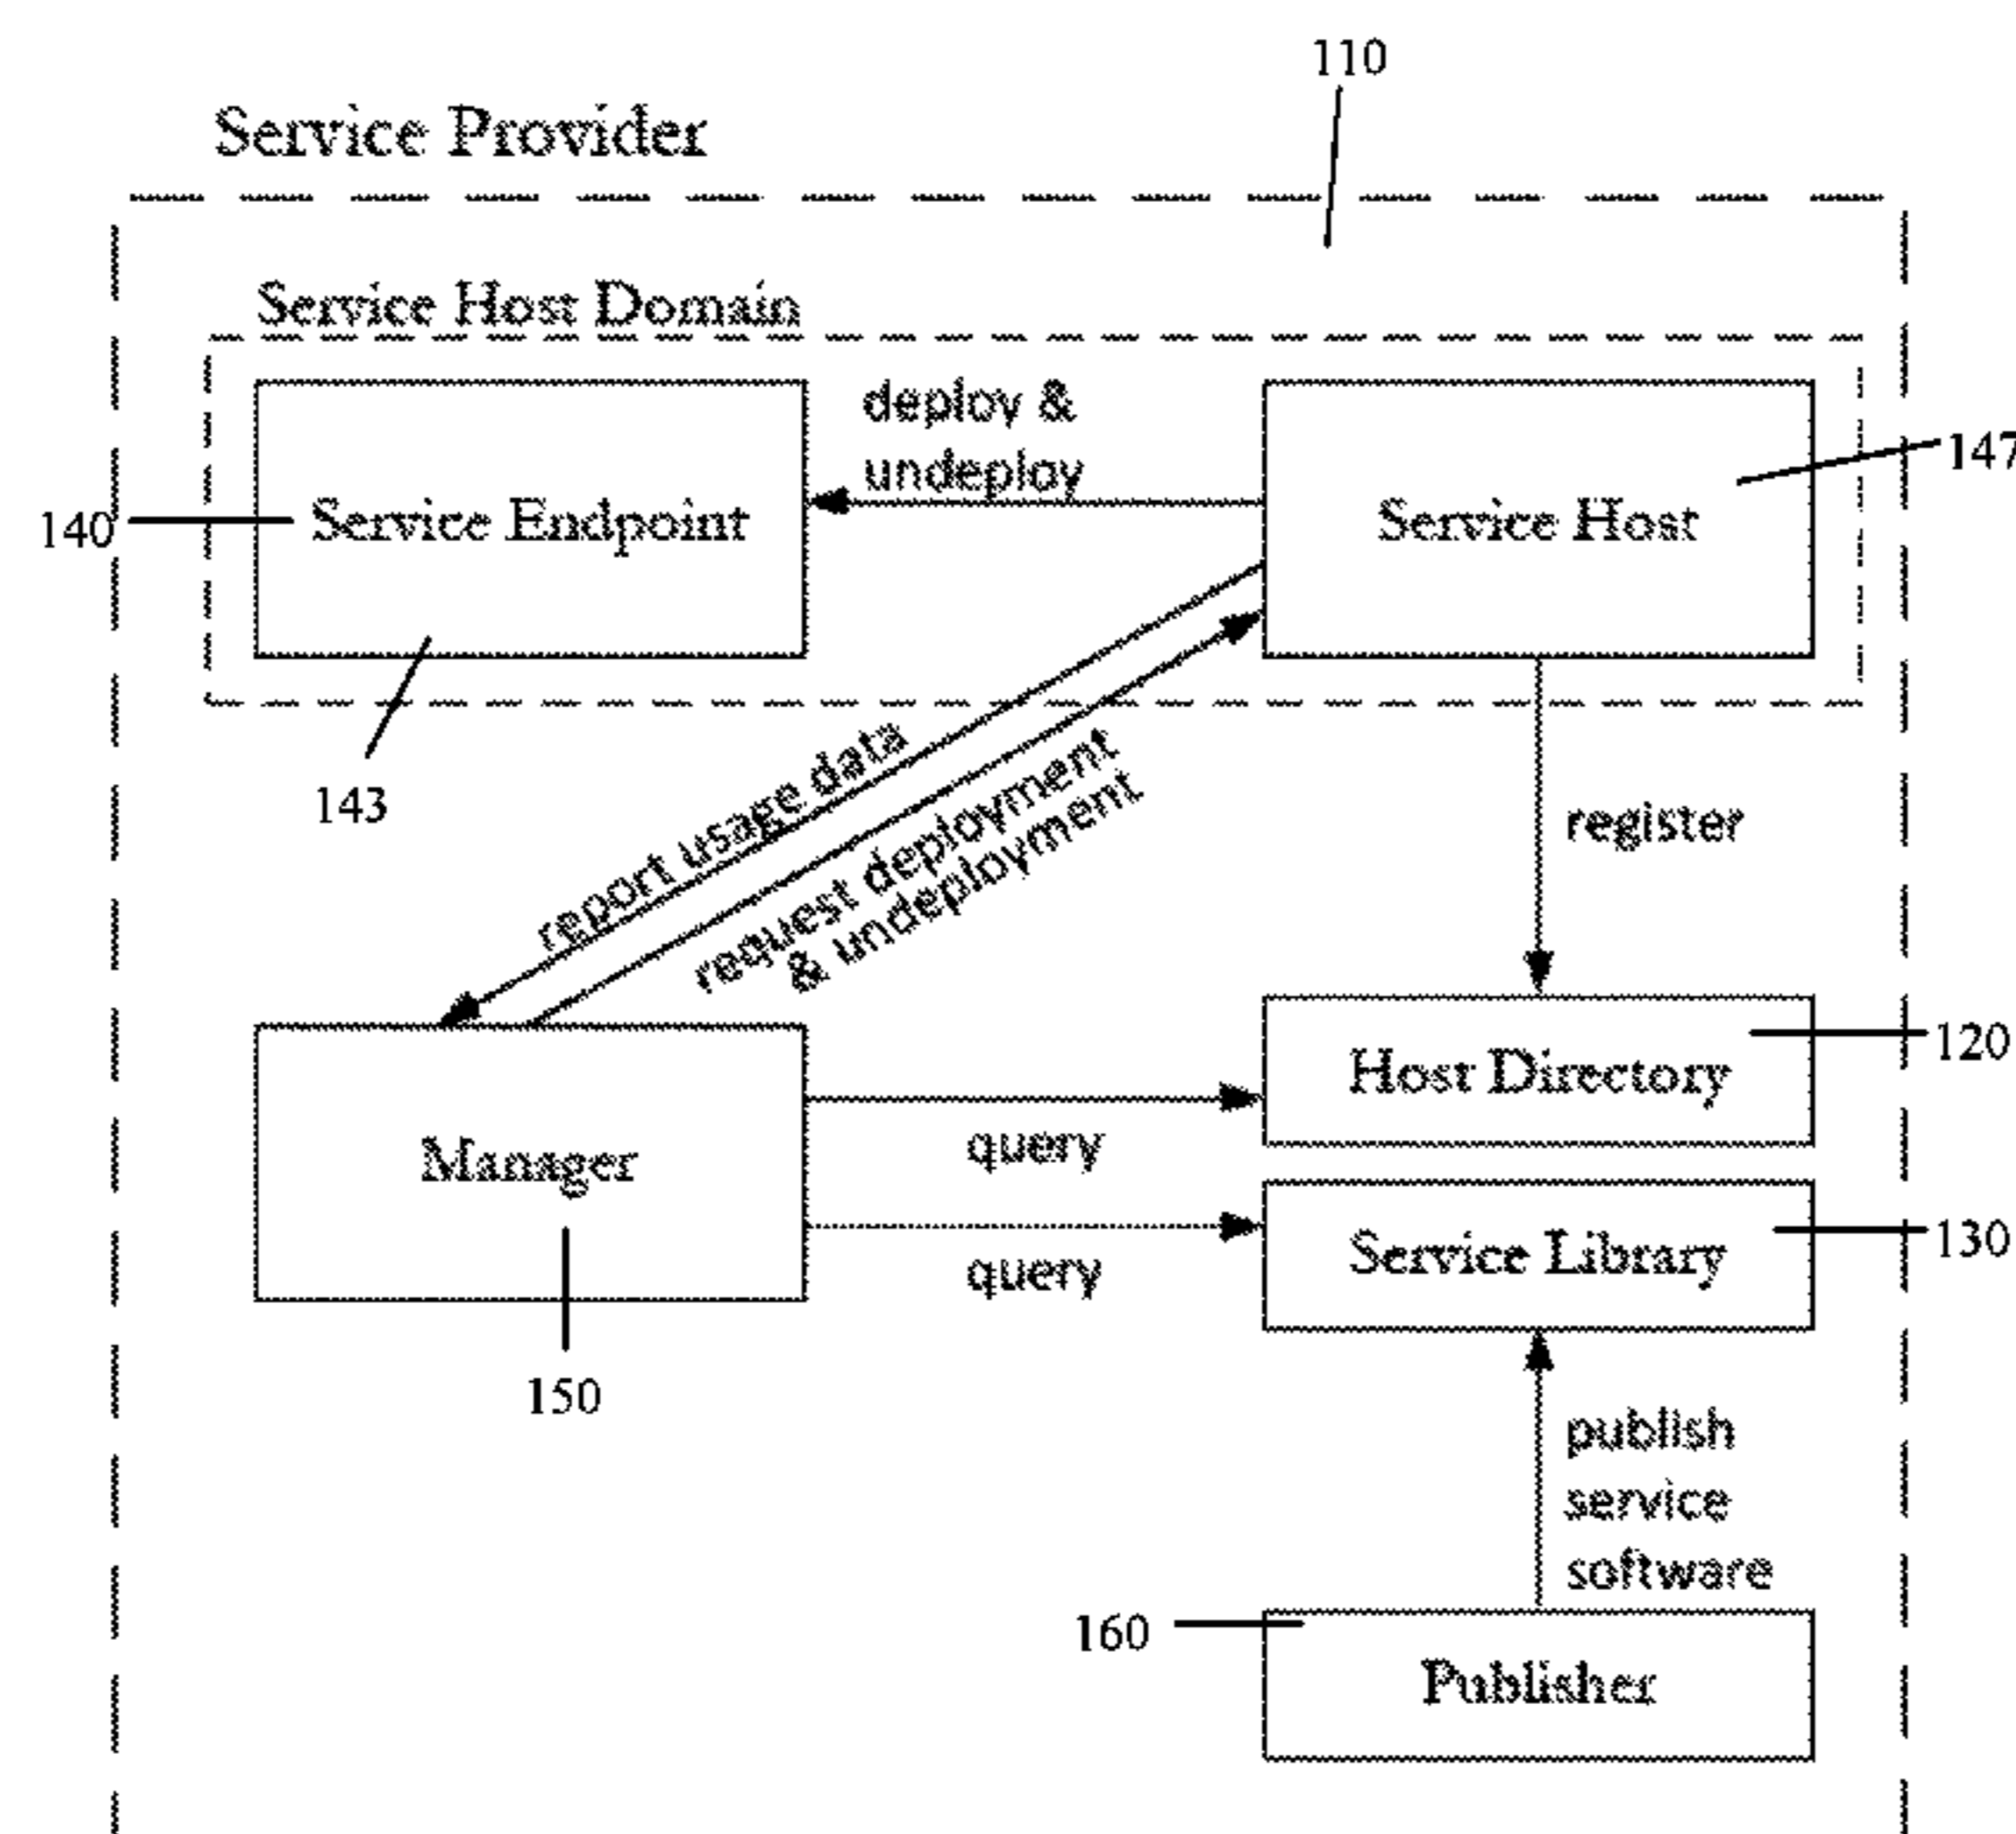 110
Service Provider
Service Host Domain
deploy &
undeploy
147
140
Service Endpoint
Service Host
143
report usage data
request deployment
& undeployment
register
120
Host Directory
query
Manager
130
Service Library
query
150
publish
service
software
160
Publisher